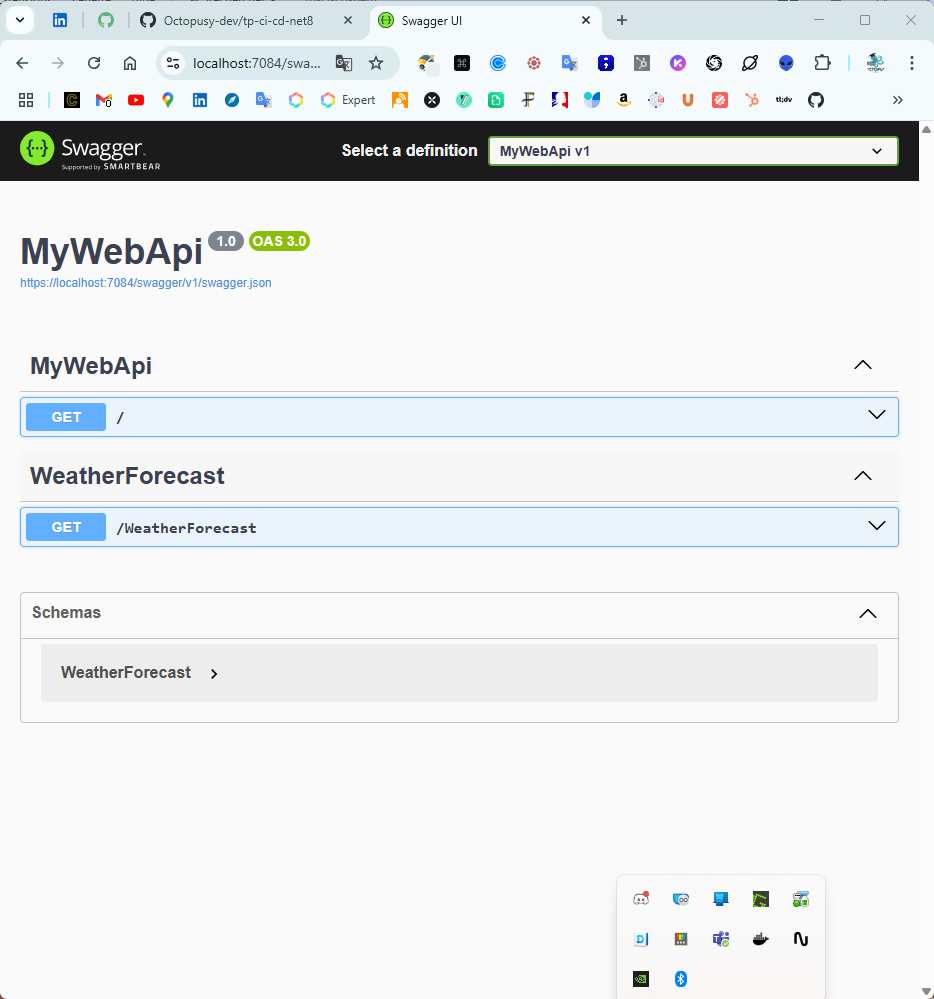 Octopusy-dev/tp-ci-cd-net8
Swagger UI
localhost:7084/swa...
Expert
tl;dv
Swagger
Supported by SMARTBEAR
Select a definition
MyWebApi v1
MyWebApi 1.0 OAS 3.0
https://localhost:7084/swagger/v1/swagger.json
MyWebApi
GET /
WeatherForecast
GET /WeatherForecast
Schemas
WeatherForecast